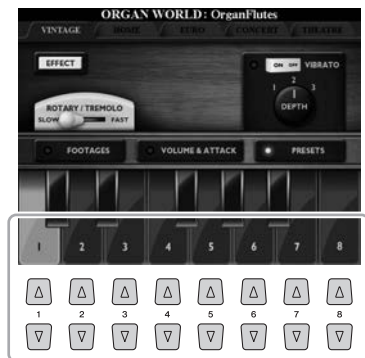 ORGAN WORLD: OrganFlutes
VINTAGE HOME EURO CONCERT THEATRE
EFFECT
ON OFF VIBRATO
1 2 3
DEPTH
ROTARY / TREMOLO
SLOW FAST
FOOTAGES VOLUME & ATTACK PRESETS
1 2 3 4 5 6 7 8
1 2 3 4 5 6 7 8